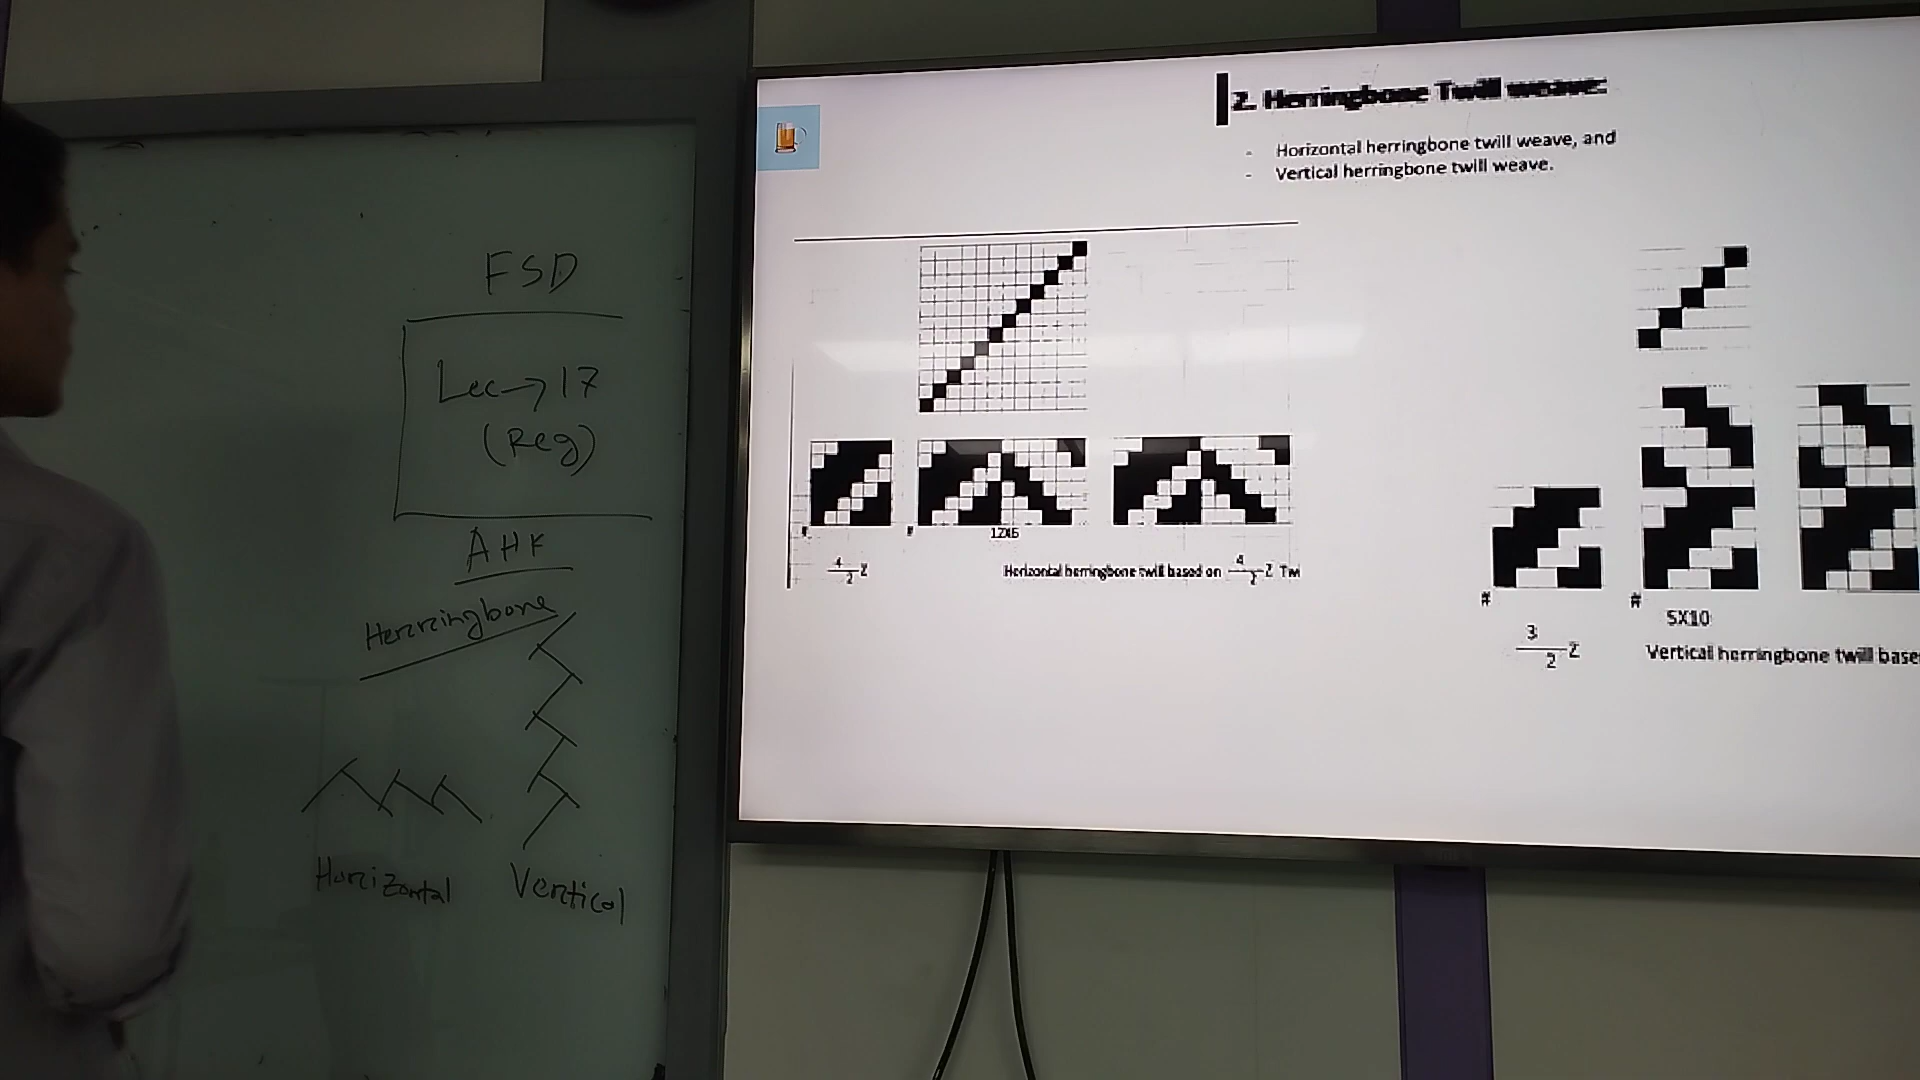 FSD
Lec→17
(Reg)
AHK
Herringbone
Horizontal
Vertical
2. Herringbone Twill weave:
- Horizontal herringbone twill weave, and
- Vertical herringbone twill weave.
#
#
12X6
4
2 Z
Horizontal herringbone twill based on 4
2 Z Twi
#
#
5X10
3
2 Z
Vertical herringbone twill base